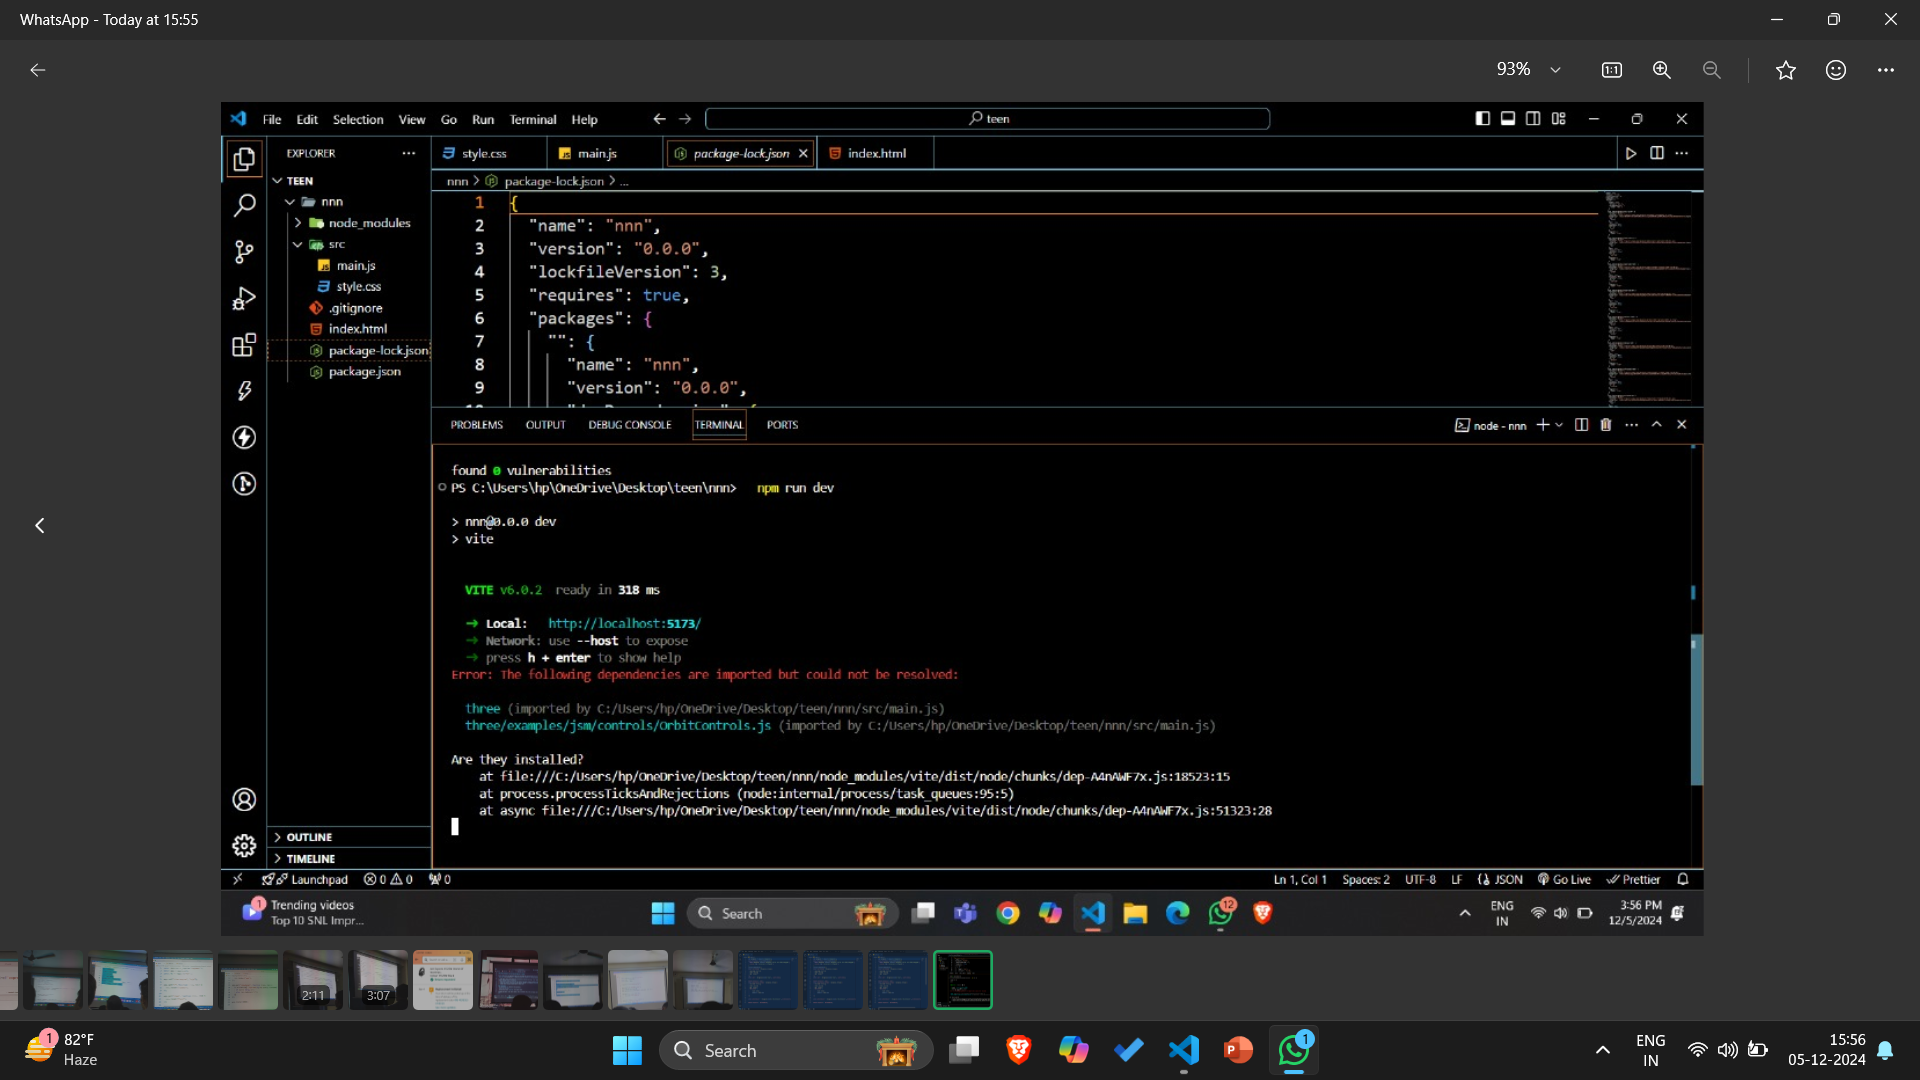 WhatsApp - Today at 15:55
93%
File Edit Selection View Go Run Terminal Help
teen
EXPLORER
TEEN
nnn
node_modules
src
main.js
style.css
.gitignore
index.html
package-lock.json
package.json
OUTLINE
TIMELINE
style.css main.js package-lock.json index.html
nnn > package-lock.json > ...
1 {
2 "name": "nnn",
3 "version": "0.0.0",
4 "lockfileVersion": 3,
5 "requires": true,
6 "packages": {
7 "": {
8 "name": "nnn",
9 "version": "0.0.0",
PROBLEMS OUTPUT DEBUG CONSOLE TERMINAL PORTS
node - nnn
found 0 vulnerabilities
PS C:\Users\hp\OneDrive\Desktop\teen\nnn> npm run dev
> nnn@0.0.0 dev
> vite
VITE v6.0.2 ready in 318 ms
➜ Local: http://localhost:5173/
➜ Network: use --host to expose
➜ press h + enter to show help
Error: The following dependencies are imported but could not be resolved:
three (imported by C:/Users/hp/OneDrive/Desktop/teen/nnn/src/main.js)
three/examples/jsm/controls/OrbitControls.js (imported by C:/Users/hp/OneDrive/Desktop/teen/nnn/src/main.js)
Are they installed?
at file:///C:/Users/hp/OneDrive/Desktop/teen/nnn/node_modules/vite/dist/node/chunks/dep-A4nAWF7x.js:18523:15
at process.processTicksAndRejections (node:internal/process/task_queues:95:5)
at async file:///C:/Users/hp/OneDrive/Desktop/teen/nnn/node_modules/vite/dist/node/chunks/dep-A4nAWF7x.js:51323:28
Launchpad 0 0 0
Ln 1, Col 1 Spaces: 2 UTF-8 LF {} JSON Go Live Prettier
1 Trending videos
Top 10 SNL Impr...
Search
12
ENG
IN
3:56 PM
12/5/2024
2:11 3:07
1 82°F
Haze
Search
1
ENG
IN
15:56
05-12-2024